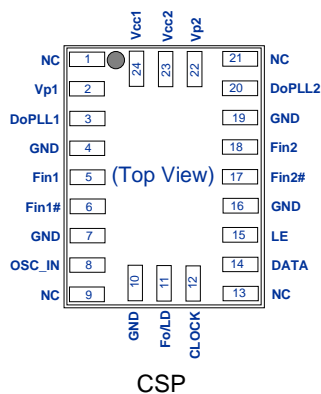 Vcc1 Vcc2 Vp2
24 23 22
NC 1 21 NC
Vp1 2 20 DoPLL2
DoPLL1 3 19 GND
GND 4 18 Fin2
Fin1 5 (Top View) 17 Fin2#
Fin1# 6 16 GND
GND 7 15 LE
OSC_IN 8 14 DATA
NC 9 13 NC
10 11 12
GND Fo/LD CLOCK
CSP